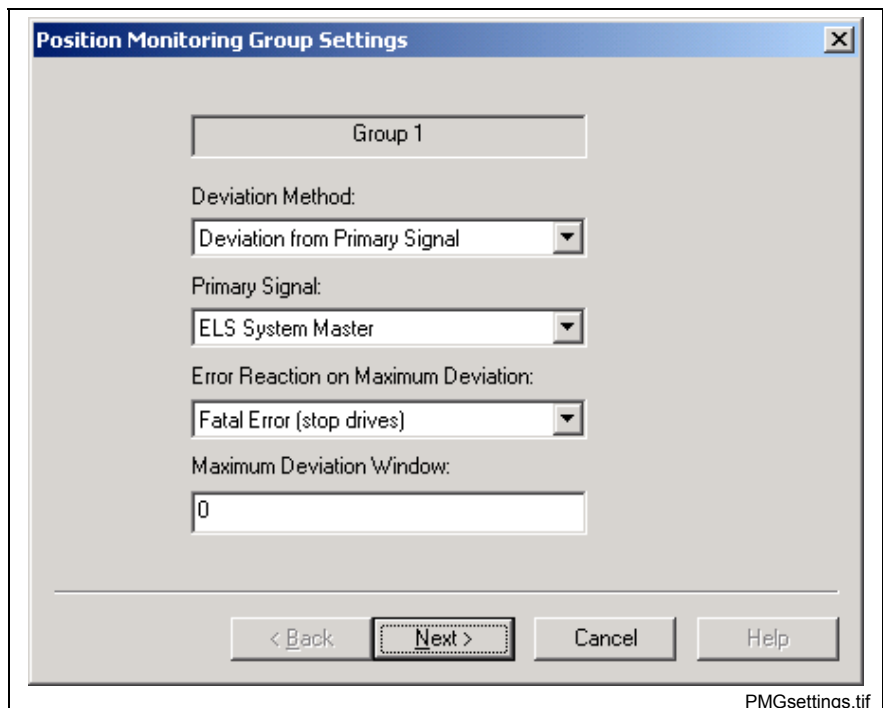 Position Monitoring Group Settings
Group 1
Deviation Method:
Deviation from Primary Signal
Primary Signal:
ELS System Master
Error Reaction on Maximum Deviation:
Fatal Error (stop drives)
Maximum Deviation Window:
0
< Back Next > Cancel Help
PMGsettings.tif